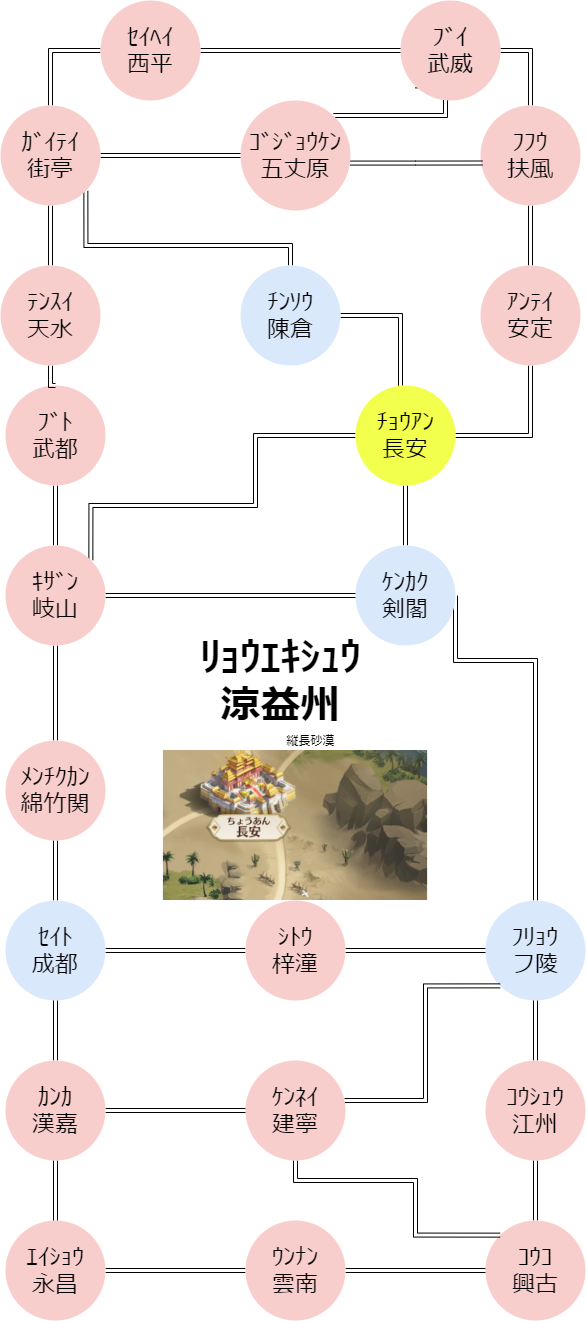 ｾｲﾍｲ
西平
ﾌﾞｲ
武威
ｶﾞｲﾃｲ
街亭
ｺﾞｼﾞｮｳｹﾝ
五丈原
ﾌﾌｳ
扶風
ﾃﾝｽｲ
天水
ﾁﾝｿｳ
陳倉
ｱﾝﾃｲ
安定
ﾌﾞﾄ
武都
ﾁｮｳｱﾝ
長安
ｷｻﾞﾝ
岐山
ｹﾝｶｸ
剣閣
ﾘｮｳｴｷｼｭｳ
涼益州
縦長砂漠
ちょうあん
長安
ﾒﾝﾁｸｶﾝ
綿竹関
ｾｲﾄ
成都
ｼﾄｳ
梓潼
ﾌﾘｮｳ
フ陵
ｶﾝｶ
漢嘉
ｹﾝﾈｲ
建寧
ｺｳｼｭｳ
江州
ｴｲｼｮｳ
永昌
ｳﾝﾅﾝ
雲南
ｺｳｺ
興古